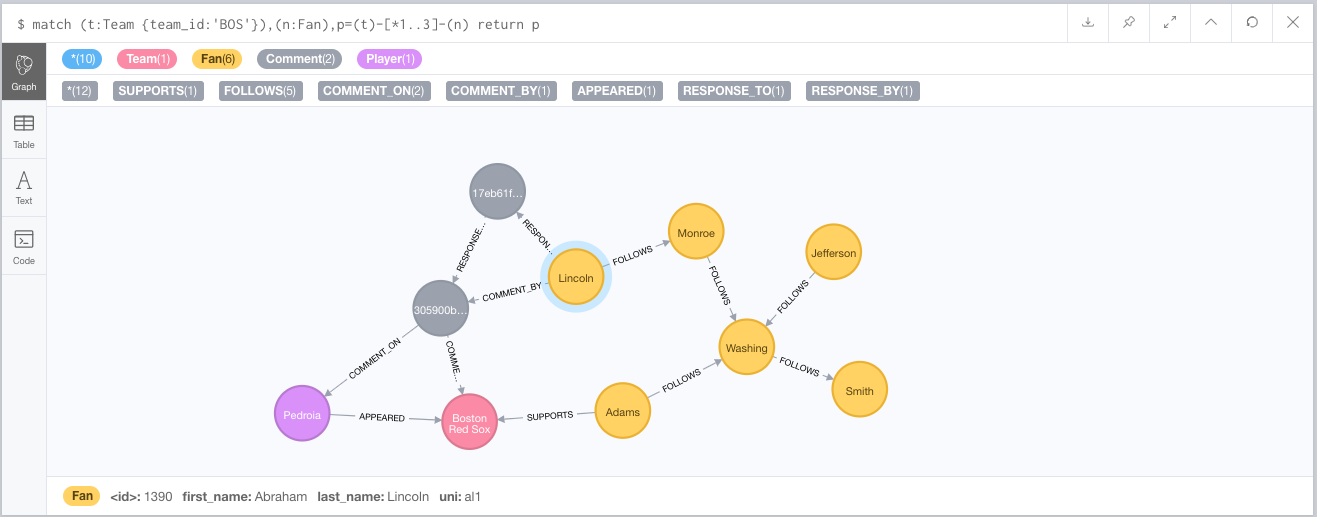 $ match (t:Team {team_id:'BOS'}),(n:Fan),p=(t)-[*1..3]-(n) return p
*(10) Team(1) Fan(6) Comment(2) Player(1)
*(12) SUPPORTS(1) FOLLOWS(5) COMMENT_ON(2) COMMENT_BY(1) APPEARED(1) RESPONSE_TO(1) RESPONSE_BY(1)
Graph
Table
Text
Code
17eb61f...
RESPON...
RESPONSE...
Monroe
FOLLOWS
Jefferson
Lincoln
COMMENT_BY
FOLLOWS
FOLLOWS
305900b...
COMMENT_ON
COMME...
Washing
FOLLOWS
Smith
FOLLOWS
Pedroia
APPEARED
Boston
Red Sox
SUPPORTS
Adams
Fan <id>: 1390 first_name: Abraham last_name: Lincoln uni: al1